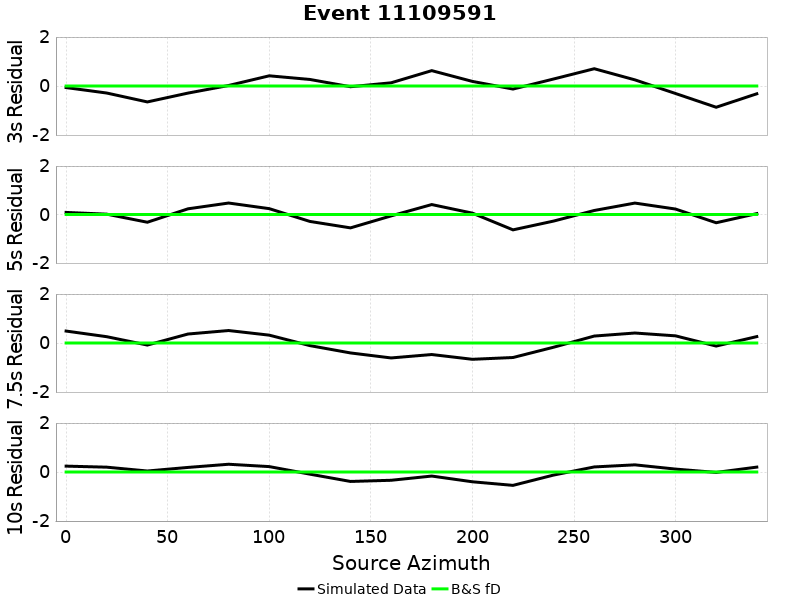 Event 11109591
3s Residual
2
0
-2
5s Residual
2
0
-2
7.5s Residual
2
0
-2
10s Residual
2
0
-2
0 50 100 150 200 250 300
Source Azimuth
Simulated Data B&S fD